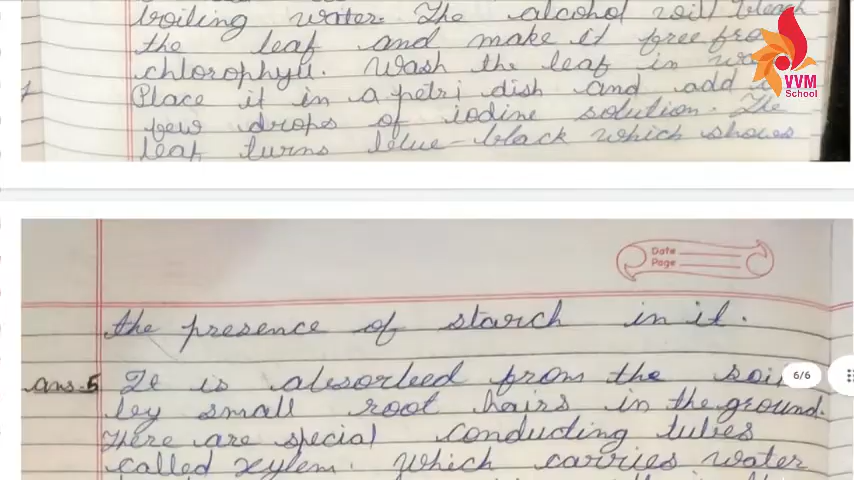 boiling water. The alcohol will bleach
the leaf and make it free from
chlorophyll. Wash the leaf in
Place it in a petri dish and add
few drops of iodine solution. The
leaf turns blue-black which shows
VVM
School
Date
Page
the presence of starch in it.
ans.5 It is absorbed from the soil
by small root hairs in the ground.
There are special conducting tubes
called xylem. which carries water
6/6